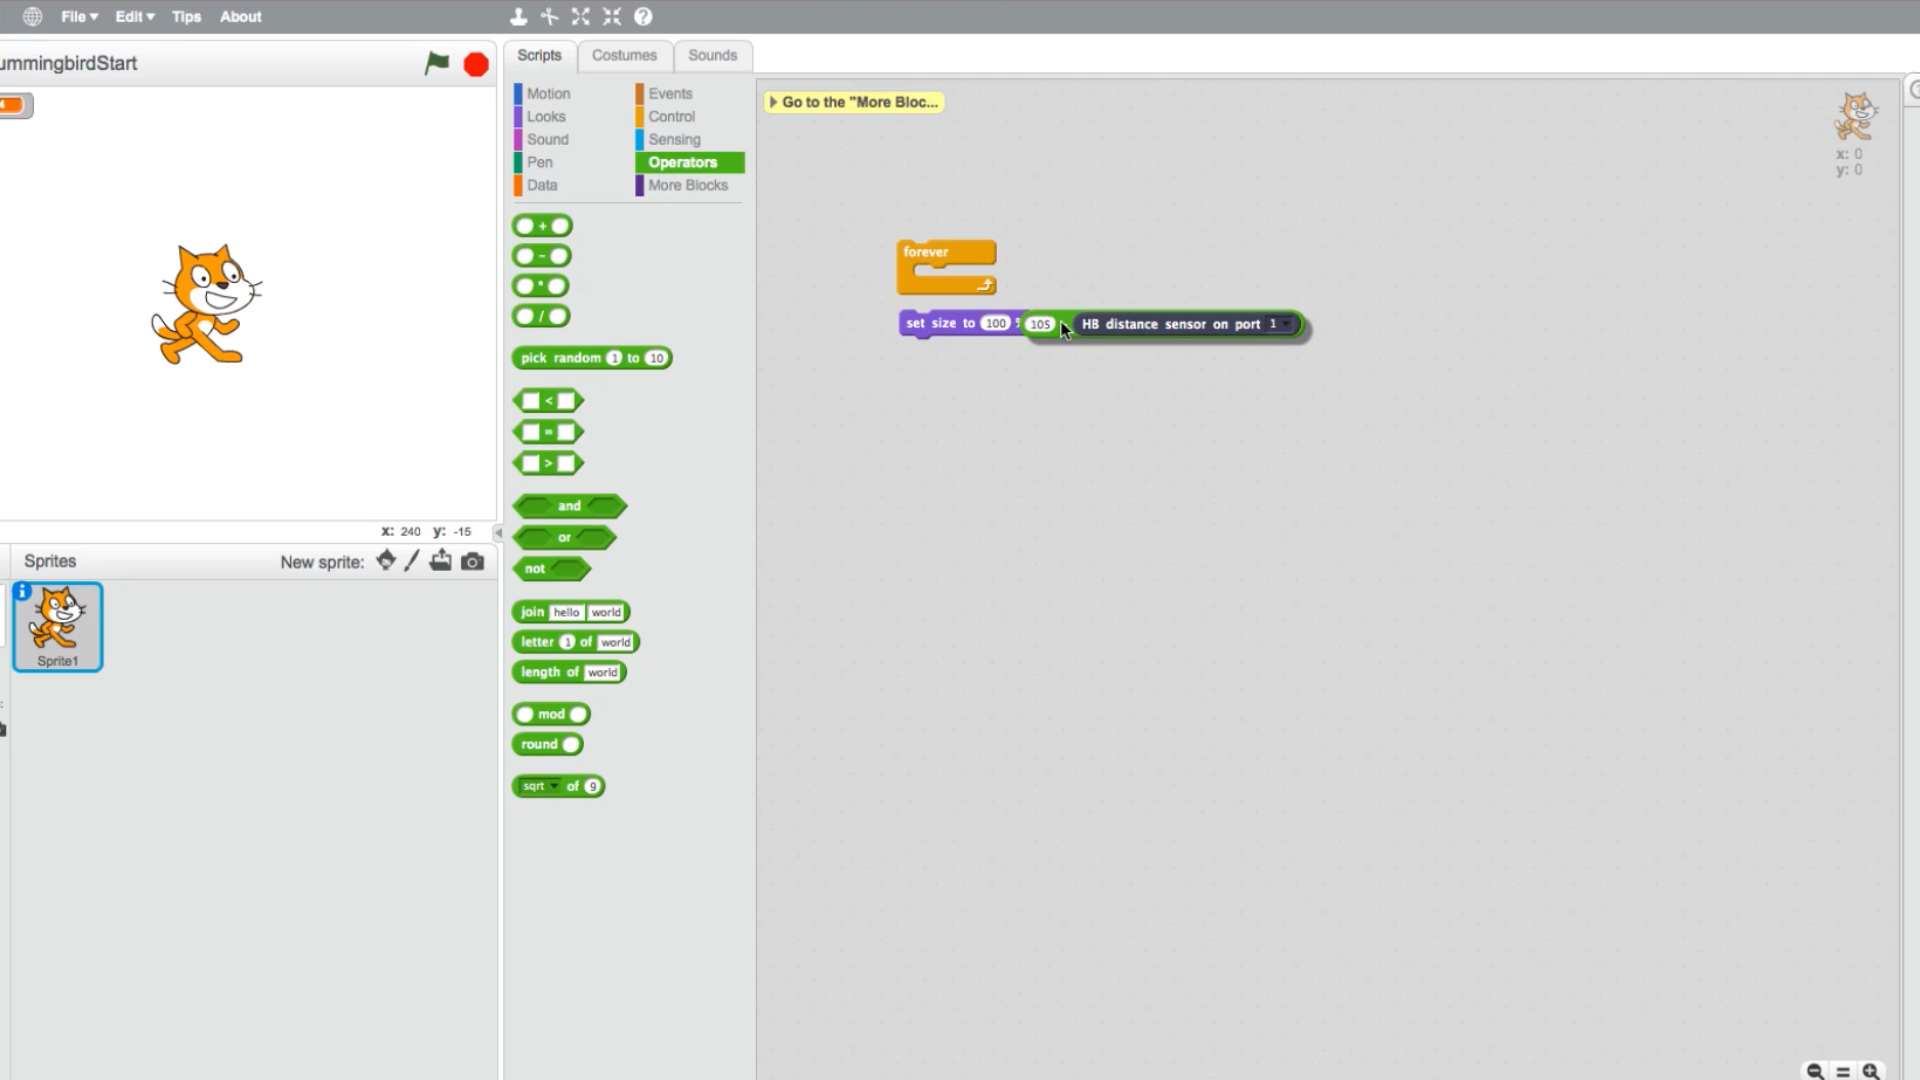 File Edit Tips About
ummingbirdStart
Scripts Costumes Sounds
Motion Events
Looks Control
Sound Sensing
Pen Operators
Data More Blocks
+
-
*
/
pick random 1 to 10
<
=
>
and
or
not
join hello world
letter 1 of world
length of world
mod
round
sqrt of 9
Go to the "More Bloc...
x: 0
y: 0
forever
set size to 100 % 105 HB distance sensor on port 1
x: 240 y: -15
Sprites New sprite:
Sprite1